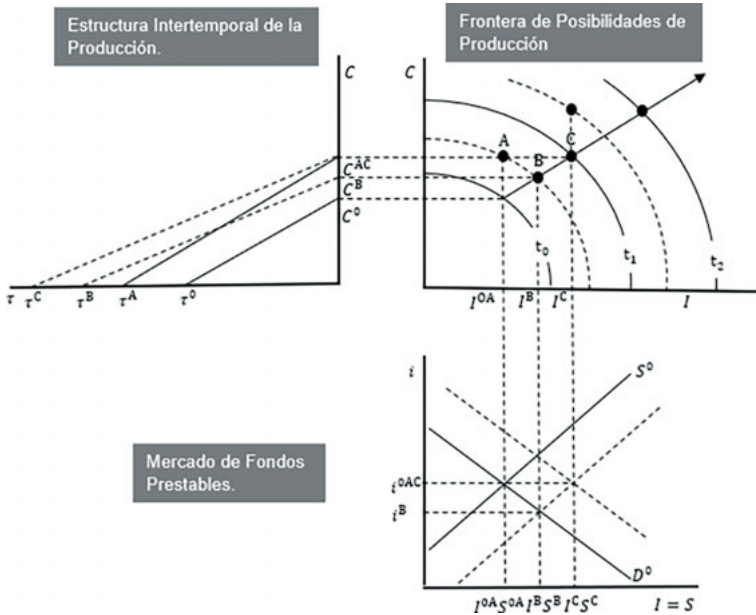 Estructura Intertemporal de la
Producción.
Frontera de Posibilidades de
Producción
C
C
A
B
C
C^AC
C^B
C^0
t₀
t₁
t₂
τ τ^C τ^B τ^A τ^0
I^0A I^B I^C I
i
S^0
Mercado de Fondos
Prestables.
i^0AC
i^B
D^0
I^0A S^0A I^B S^B I^C S^C I = S